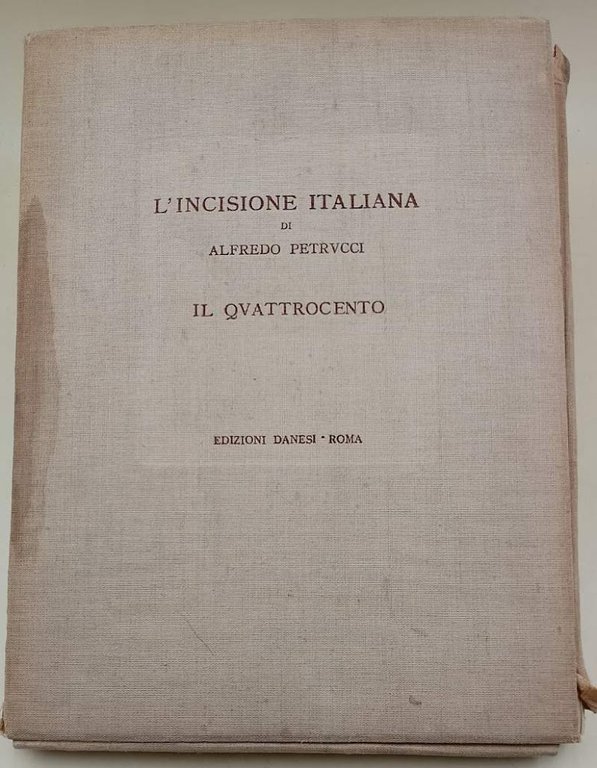 L'INCISIONE ITALIANA
DI
ALFREDO PETRVCCI
IL QVATTROCENTO
EDIZIONI DANESI · ROMA